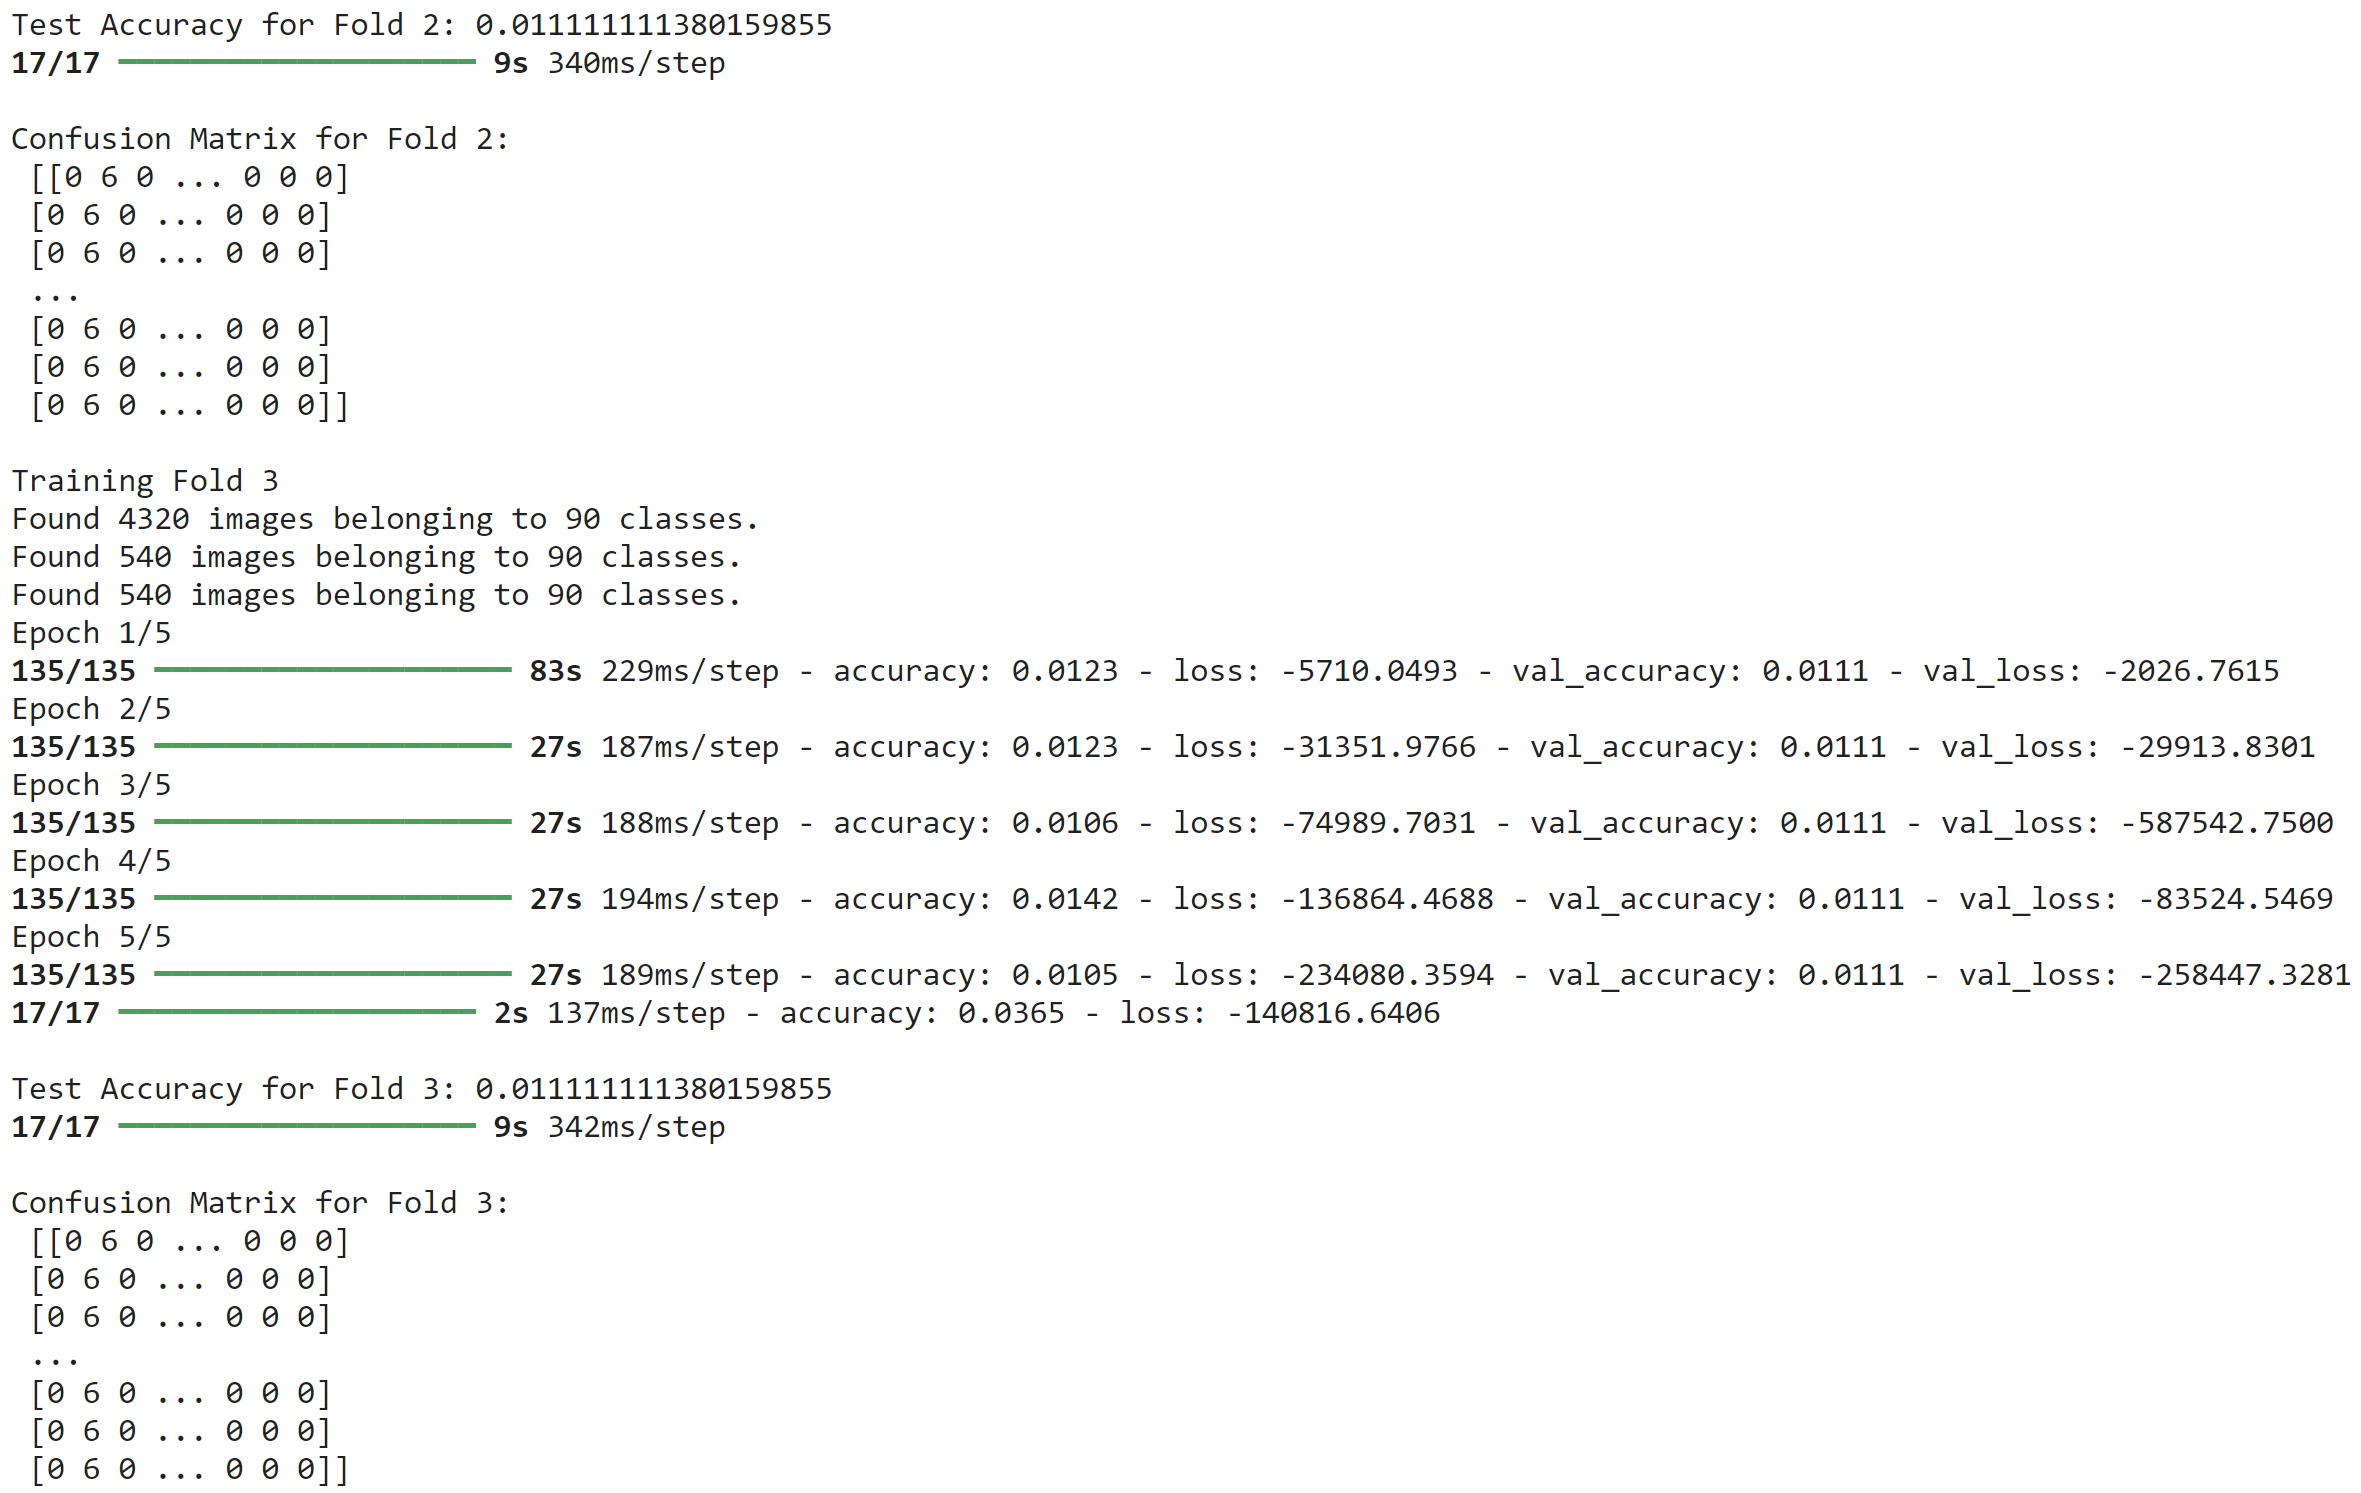 Test Accuracy for Fold 2: 0.011111111380159855
17/17 ━━━━━━━━━━━━━━━━━━━━ 9s 340ms/step
Confusion Matrix for Fold 2:
[[0 6 0 ... 0 0 0]
[0 6 0 ... 0 0 0]
[0 6 0 ... 0 0 0]
...
[0 6 0 ... 0 0 0]
[0 6 0 ... 0 0 0]
[0 6 0 ... 0 0 0]]
Training Fold 3
Found 4320 images belonging to 90 classes.
Found 540 images belonging to 90 classes.
Found 540 images belonging to 90 classes.
Epoch 1/5
135/135 ━━━━━━━━━━━━━━━━━━━━ 83s 229ms/step - accuracy: 0.0123 - loss: -5710.0493 - val_accuracy: 0.0111 - val_loss: -2026.7615
Epoch 2/5
135/135 ━━━━━━━━━━━━━━━━━━━━ 27s 187ms/step - accuracy: 0.0123 - loss: -31351.9766 - val_accuracy: 0.0111 - val_loss: -29913.8301
Epoch 3/5
135/135 ━━━━━━━━━━━━━━━━━━━━ 27s 188ms/step - accuracy: 0.0106 - loss: -74989.7031 - val_accuracy: 0.0111 - val_loss: -587542.7500
Epoch 4/5
135/135 ━━━━━━━━━━━━━━━━━━━━ 27s 194ms/step - accuracy: 0.0142 - loss: -136864.4688 - val_accuracy: 0.0111 - val_loss: -83524.5469
Epoch 5/5
135/135 ━━━━━━━━━━━━━━━━━━━━ 27s 189ms/step - accuracy: 0.0105 - loss: -234080.3594 - val_accuracy: 0.0111 - val_loss: -258447.3281
17/17 ━━━━━━━━━━━━━━━━━━━━ 2s 137ms/step - accuracy: 0.0365 - loss: -140816.6406
Test Accuracy for Fold 3: 0.011111111380159855
17/17 ━━━━━━━━━━━━━━━━━━━━ 9s 342ms/step
Confusion Matrix for Fold 3:
[[0 6 0 ... 0 0 0]
[0 6 0 ... 0 0 0]
[0 6 0 ... 0 0 0]
...
[0 6 0 ... 0 0 0]
[0 6 0 ... 0 0 0]
[0 6 0 ... 0 0 0]]